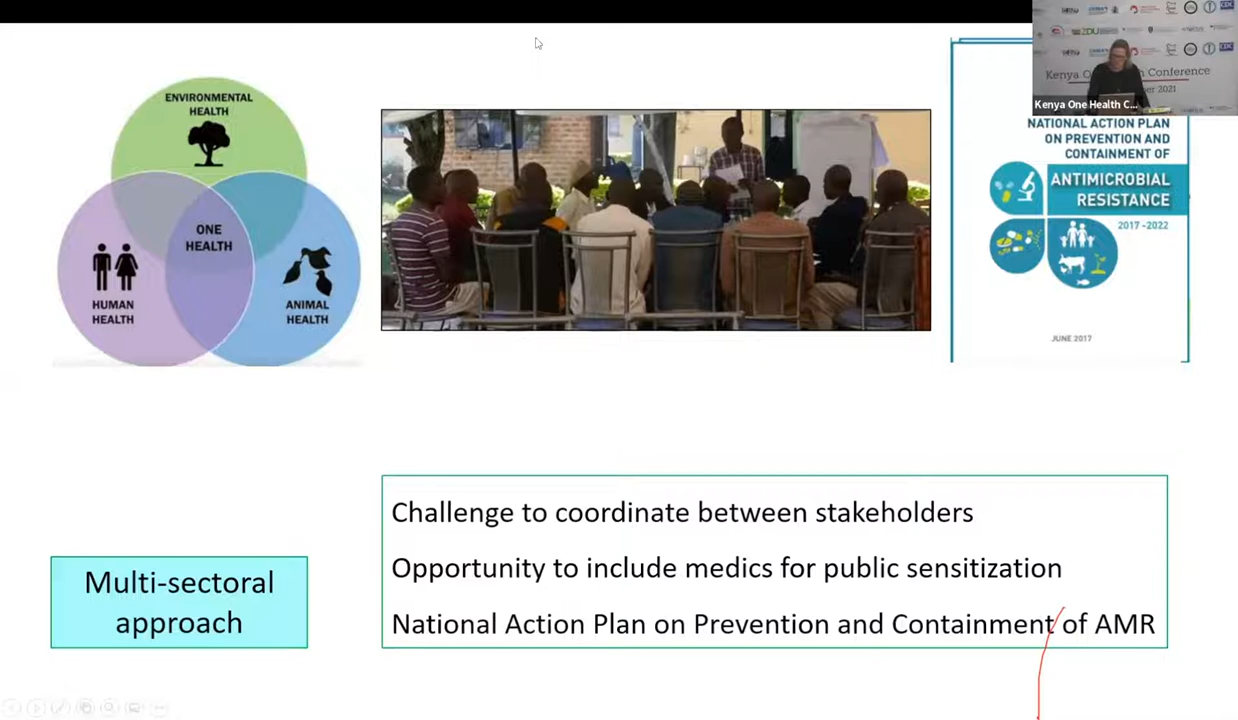 ENVIRONMENTAL
HEALTH
ONE
HEALTH
HUMAN
HEALTH
ANIMAL
HEALTH
Kenya One Health C...
NATIONAL ACTION PLAN
ON PREVENTION AND
CONTAINMENT OF
ANTIMICROBIAL
RESISTANCE
2017 -2022
JUNE 2017
Multi-sectoral
approach
Challenge to coordinate between stakeholders
Opportunity to include medics for public sensitization
National Action Plan on Prevention and Containment of AMR